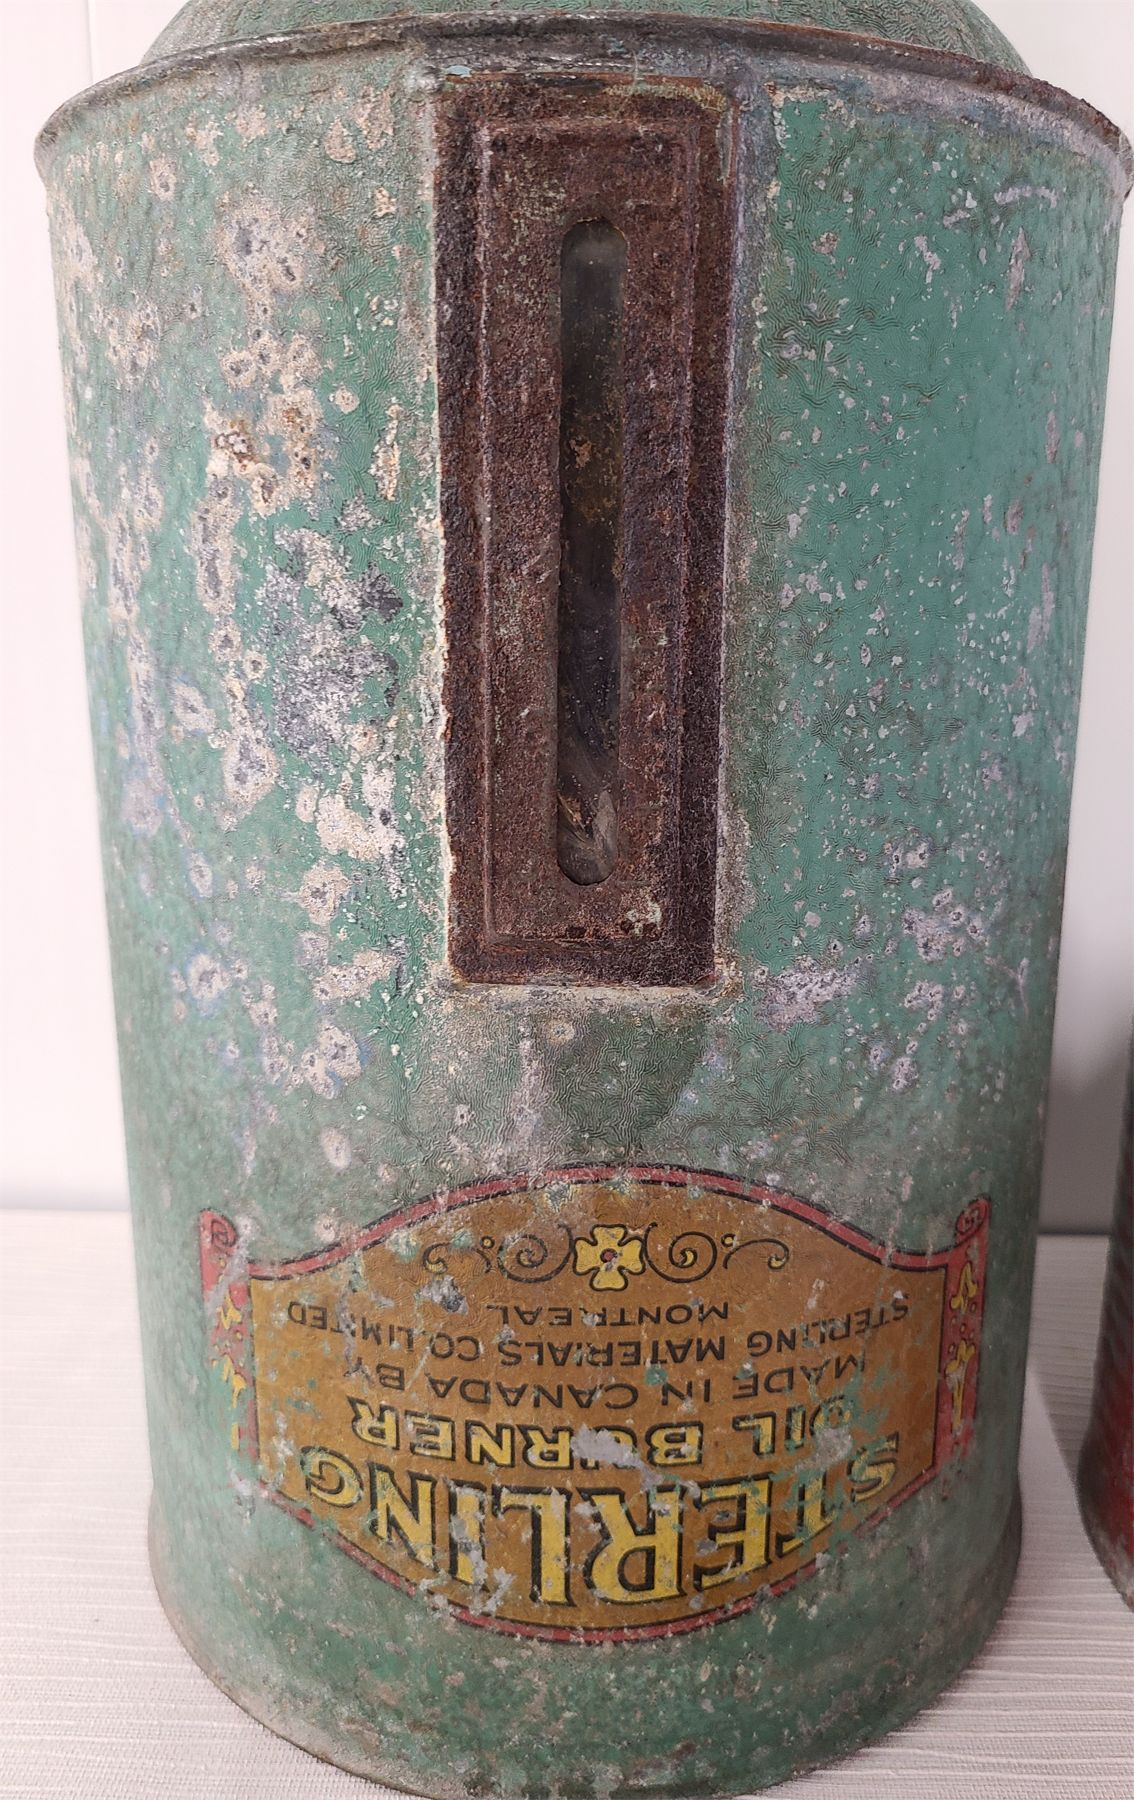 STERLING
OIL BURNER
MADE IN CANADA BY
STERLING MATERIALS CO. LIMITED
MONTREAL